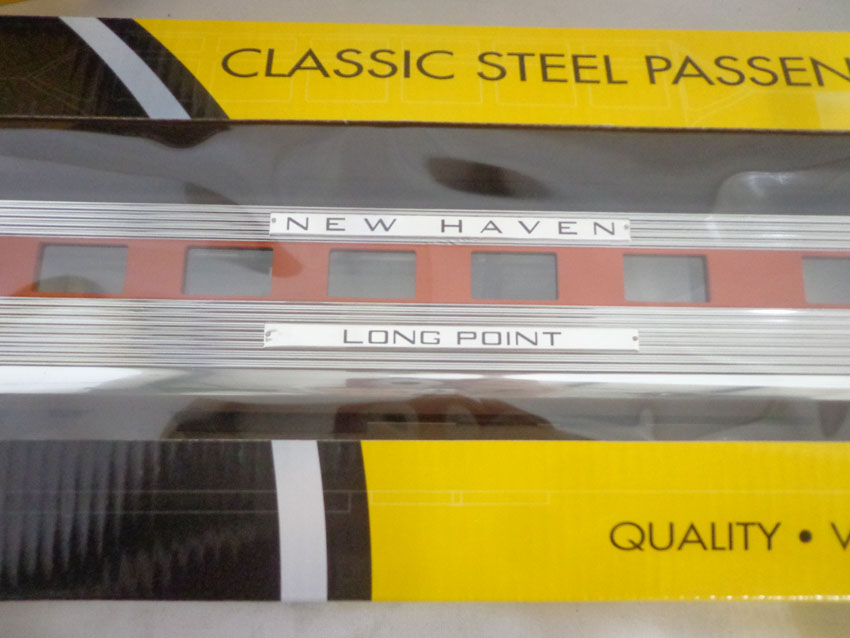 CLASSIC STEEL PASSEN
NEW HAVEN
LONG POINT
QUALITY • V